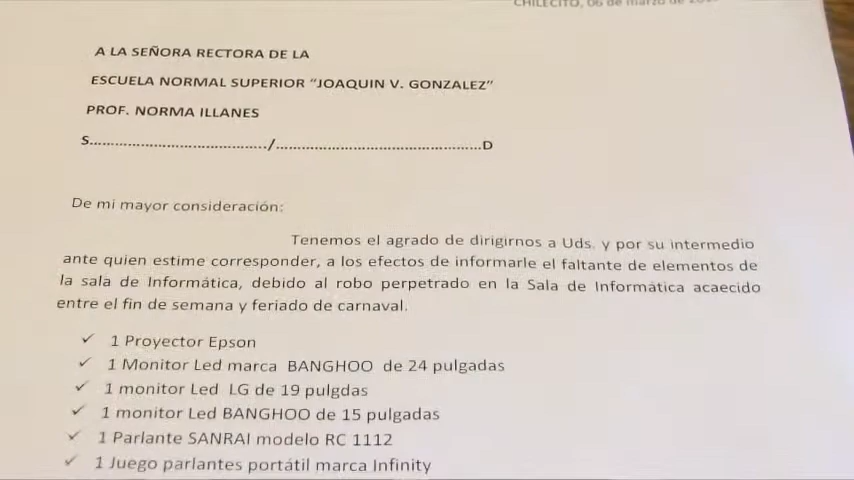 CHILECITO, 06 de marzo de
A LA SEÑORA RECTORA DE LA
ESCUELA NORMAL SUPERIOR "JOAQUIN V. GONZALEZ"
PROF. NORMA ILLANES
S........................................./................................................D
De mi mayor consideración:
Tenemos el agrado de dirigirnos a Uds. y por su intermedio
ante quien estime corresponder, a los efectos de informarle el faltante de elementos de
la sala de Informática, debido al robo perpetrado en la Sala de Informática acaecido
entre el fin de semana y feriado de carnaval.
✓ 1 Proyector Epson
✓ 1 Monitor Led marca BANGHOO de 24 pulgadas
✓ 1 monitor Led LG de 19 pulgdas
✓ 1 monitor Led BANGHOO de 15 pulgadas
✓ 1 Parlante SANRAI modelo RC 1112
✓ 1 Juego parlantes portátil marca Infinity